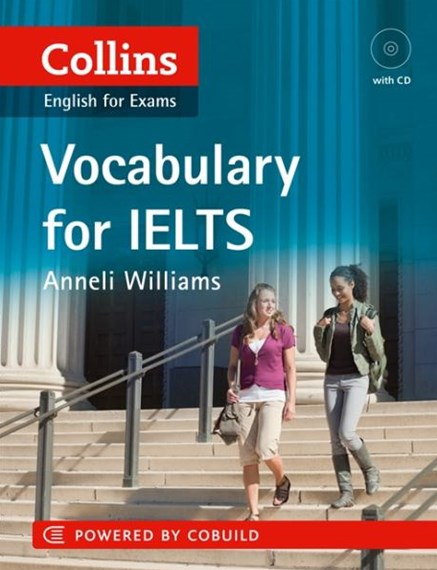 Collins
English for Exams
with CD
Vocabulary
for IELTS
Anneli Williams
POWERED BY COBUILD